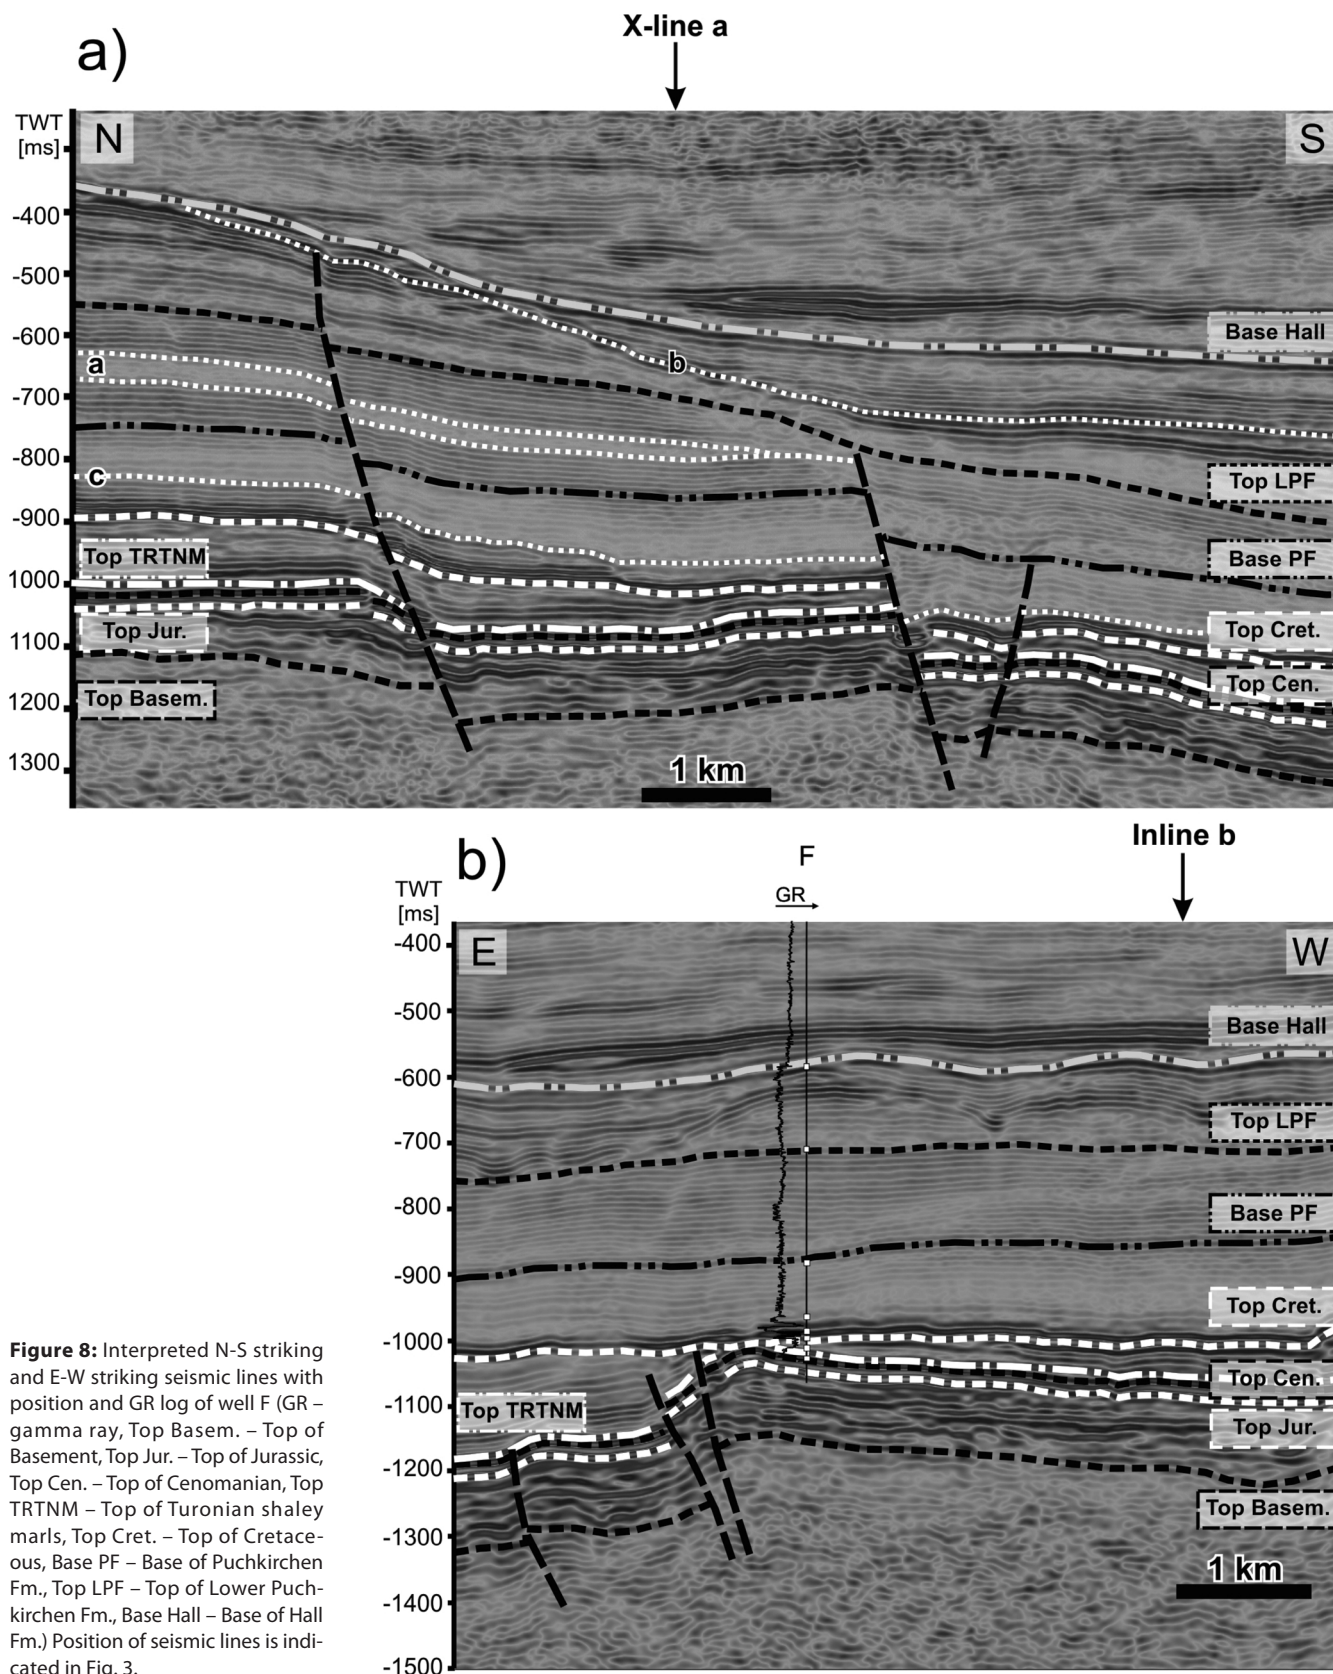 X-line a
a)
TWT
[ms]
N
S
-400
-500
-600
-700
-800
-900
1000
1100
1200
1300
a
b
c
Base Hall
Top LPF
Base PF
Top TRTNM
Top Cret.
Top Jur.
Top Cen.
Top Basem.
1 km
b)
F
Inline b
TWT
[ms]
GR
E
W
-400
-500
-600
-700
-800
-900
-1000
-1100
-1200
-1300
-1400
-1500
Base Hall
Top LPF
Base PF
Top Cret.
Top Cen.
Top TRTNM
Top Jur.
Top Basem.
1 km
Figure 8: Interpreted N-S striking
and E-W striking seismic lines with
position and GR log of well F (GR –
gamma ray, Top Basem. – Top of
Basement, Top Jur. – Top of Jurassic,
Top Cen. – Top of Cenomanian, Top
TRTNM – Top of Turonian shaley
marls, Top Cret. – Top of Cretace-
ous, Base PF – Base of Puchkirchen
Fm., Top LPF – Top of Lower Puch-
kirchen Fm., Base Hall – Base of Hall
Fm.) Position of seismic lines is indi-
cated in Fig. 3.